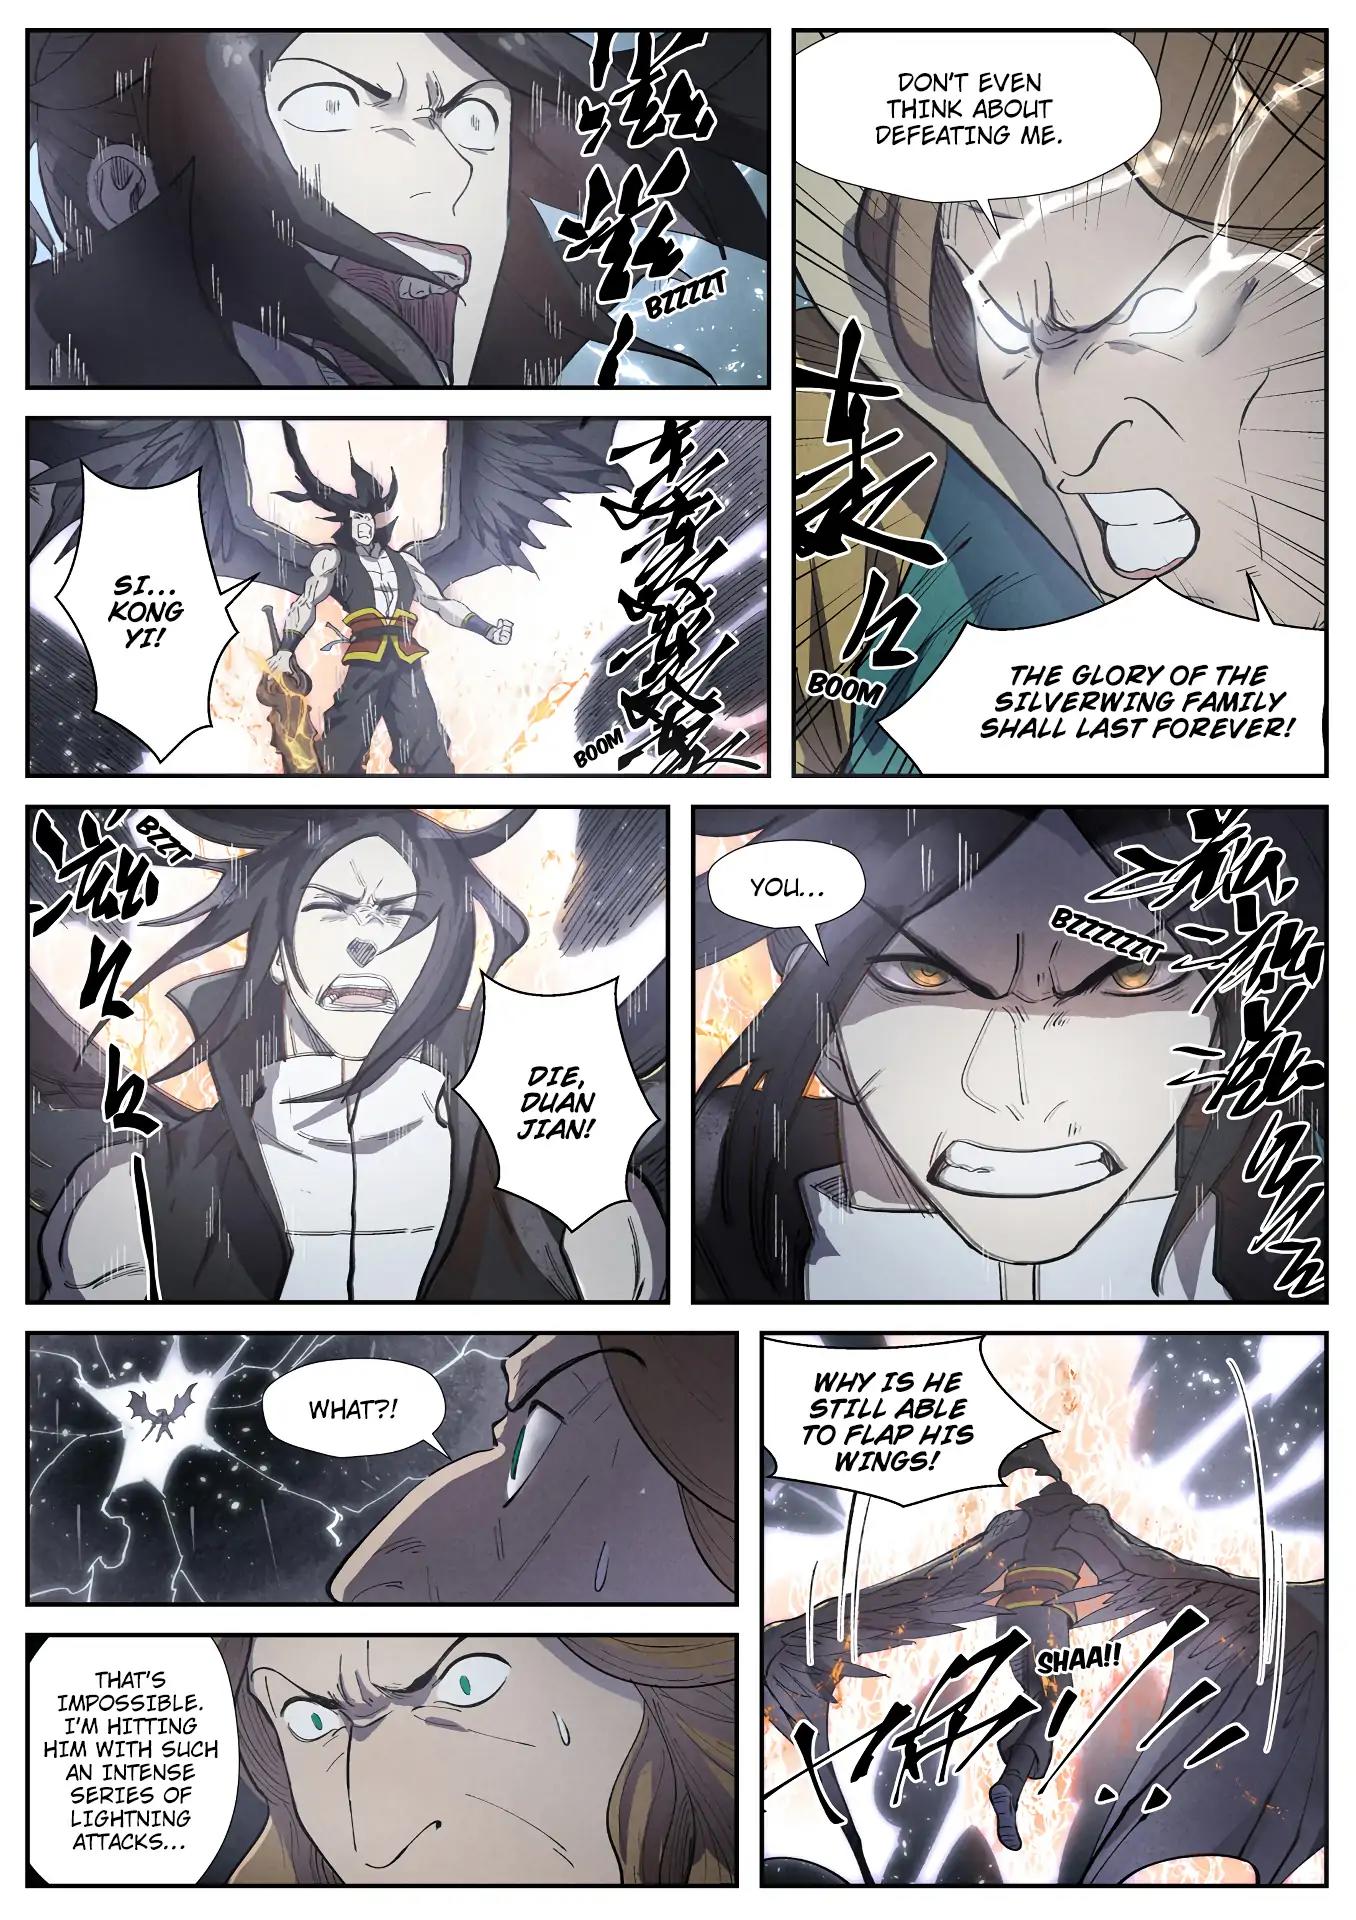 BZZZZT
DON'T EVEN
THINK ABOUT
DEFEATING ME.
BOOM
THE GLORY OF THE
SILVERWING FAMILY
SHALL LAST FOREVER!
SI...
KONG
YI!
BOOM
BZZZT
DIE,
DUAN
JIAN!
YOU...
BZZZZZZT
WHAT?!
WHY IS HE
STILL ABLE
TO FLAP HIS
WINGS!
SHAA!!
THAT'S
IMPOSSIBLE.
I'M HITTING
HIM WITH SUCH
AN INTENSE
SERIES OF
LIGHTNING
ATTACKS...